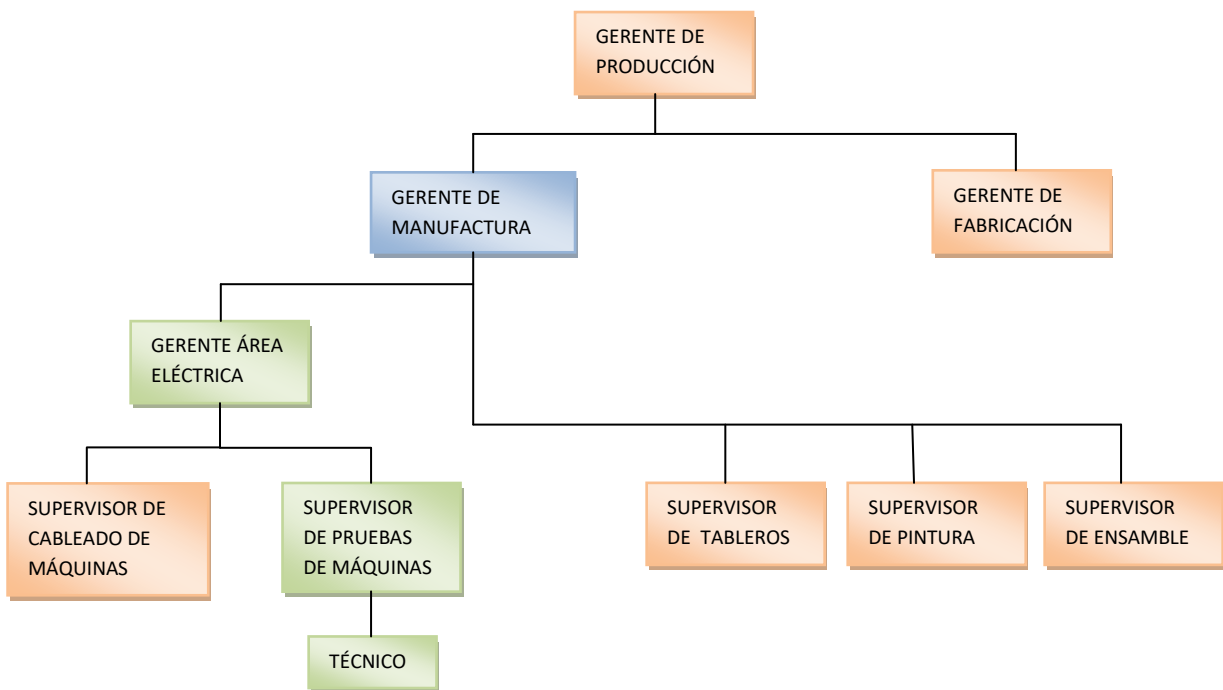 GERENTE DE
PRODUCCIÓN
GERENTE DE
MANUFACTURA
GERENTE DE
FABRICACIÓN
GERENTE ÁREA
ELÉCTRICA
SUPERVISOR DE
CABLEADO DE
MÁQUINAS
SUPERVISOR
DE PRUEBAS
DE MÁQUINAS
SUPERVISOR
DE TABLEROS
SUPERVISOR
DE PINTURA
SUPERVISOR
DE ENSAMBLE
TÉCNICO